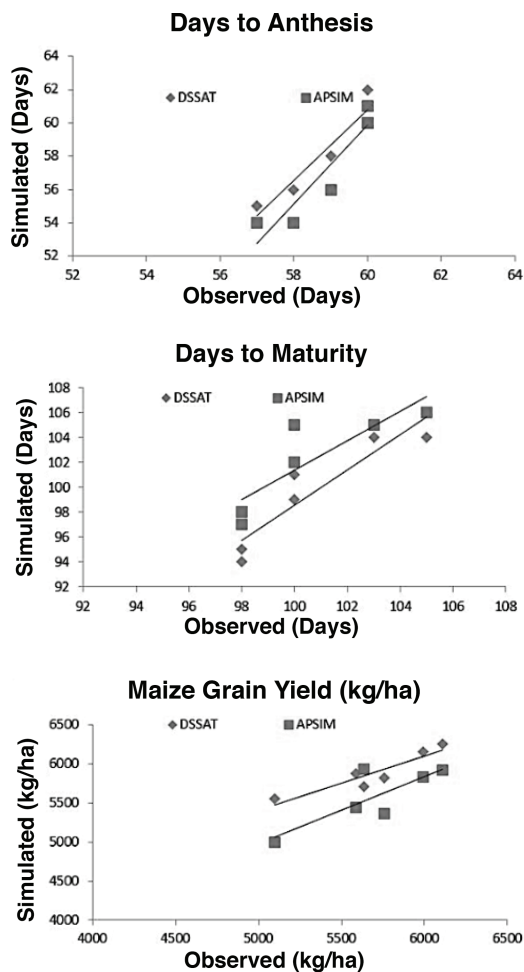 Days to Anthesis
64
62
60
58
56
54
52
DSSAT APSIM
Simulated (Days)
52 54 56 58 60 62 64
Observed (Days)
Days to Maturity
108
106
104
102
100
98
96
94
92
DSSAT APSIM
Simulated (Days)
92 94 96 98 100 102 104 106 108
Observed (Days)
Maize Grain Yield (kg/ha)
6500
6000
5500
5000
4500
4000
DSSAT APSIM
Simulated (kg/ha)
4000 4500 5000 5500 6000 6500
Observed (kg/ha)